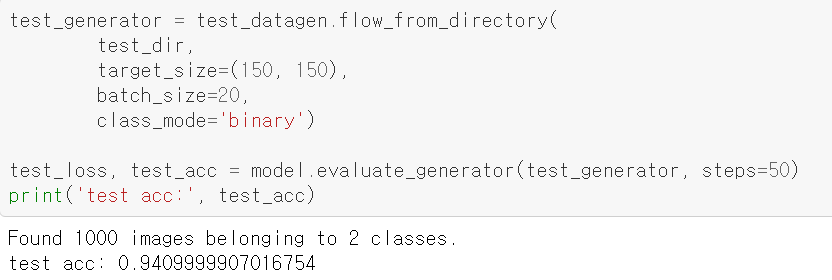 test_generator = test_datagen.flow_from_directory(
        test_dir,
        target_size=(150, 150),
        batch_size=20,
        class_mode='binary')

test_loss, test_acc = model.evaluate_generator(test_generator, steps=50)
print('test acc:', test_acc)
Found 1000 images belonging to 2 classes.
test acc: 0.9409999907016754